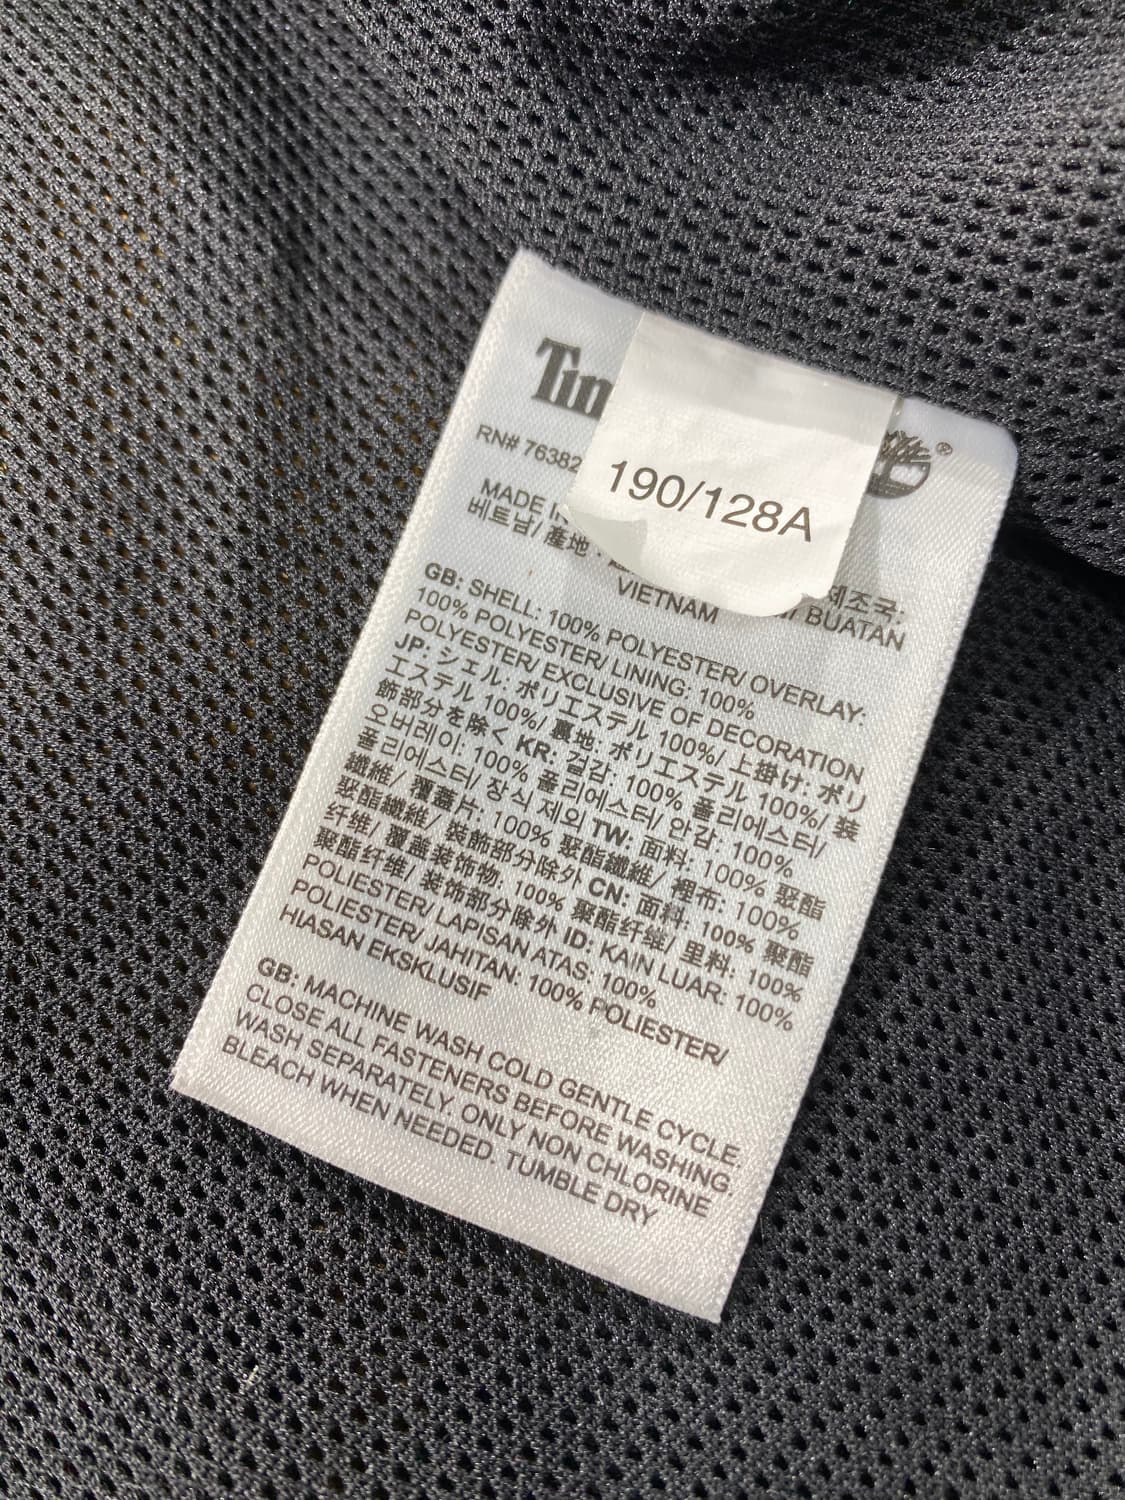 Tim
®
RN# 76382
190/128A
MADE I
제조국:
베트남/ 產地:
VIETNAM
/ BUATAN
GB: SHELL: 100% POLYESTER/ OVERLAY:
100% POLYESTER/ LINING: 100%
POLYESTER/ EXCLUSIVE OF DECORATION
JP: シェル: ポリエステル 100%/ 上掛け: ポリ
エステル 100%/ 裏地: ポリエステル 100%/ 装
飾部分を除く KR: 겉감: 100% 폴리에스터/
오버레이: 100% 폴리에스터/ 안감: 100%
폴리에스터/ 장식 제외 TW: 面料: 100% 聚酯
纖維/ 覆蓋片: 100% 聚酯纖維/ 裡布: 100%
聚酯纖維/ 裝飾部分除外 CN: 面料: 100% 聚酯
纤维/ 覆盖装饰物: 100% 聚酯纤维/ 里料: 100%
聚酯纤维/ 装饰部分除外 ID: KAIN LUAR: 100%
POLIESTER/ LAPISAN ATAS: 100%
POLIESTER/ JAHITAN: 100% POLIESTER/
HIASAN EKSKLUSIF
GB: MACHINE WASH COLD GENTLE CYCLE.
CLOSE ALL FASTENERS BEFORE WASHING.
WASH SEPARATELY. ONLY NON CHLORINE
BLEACH WHEN NEEDED. TUMBLE DRY